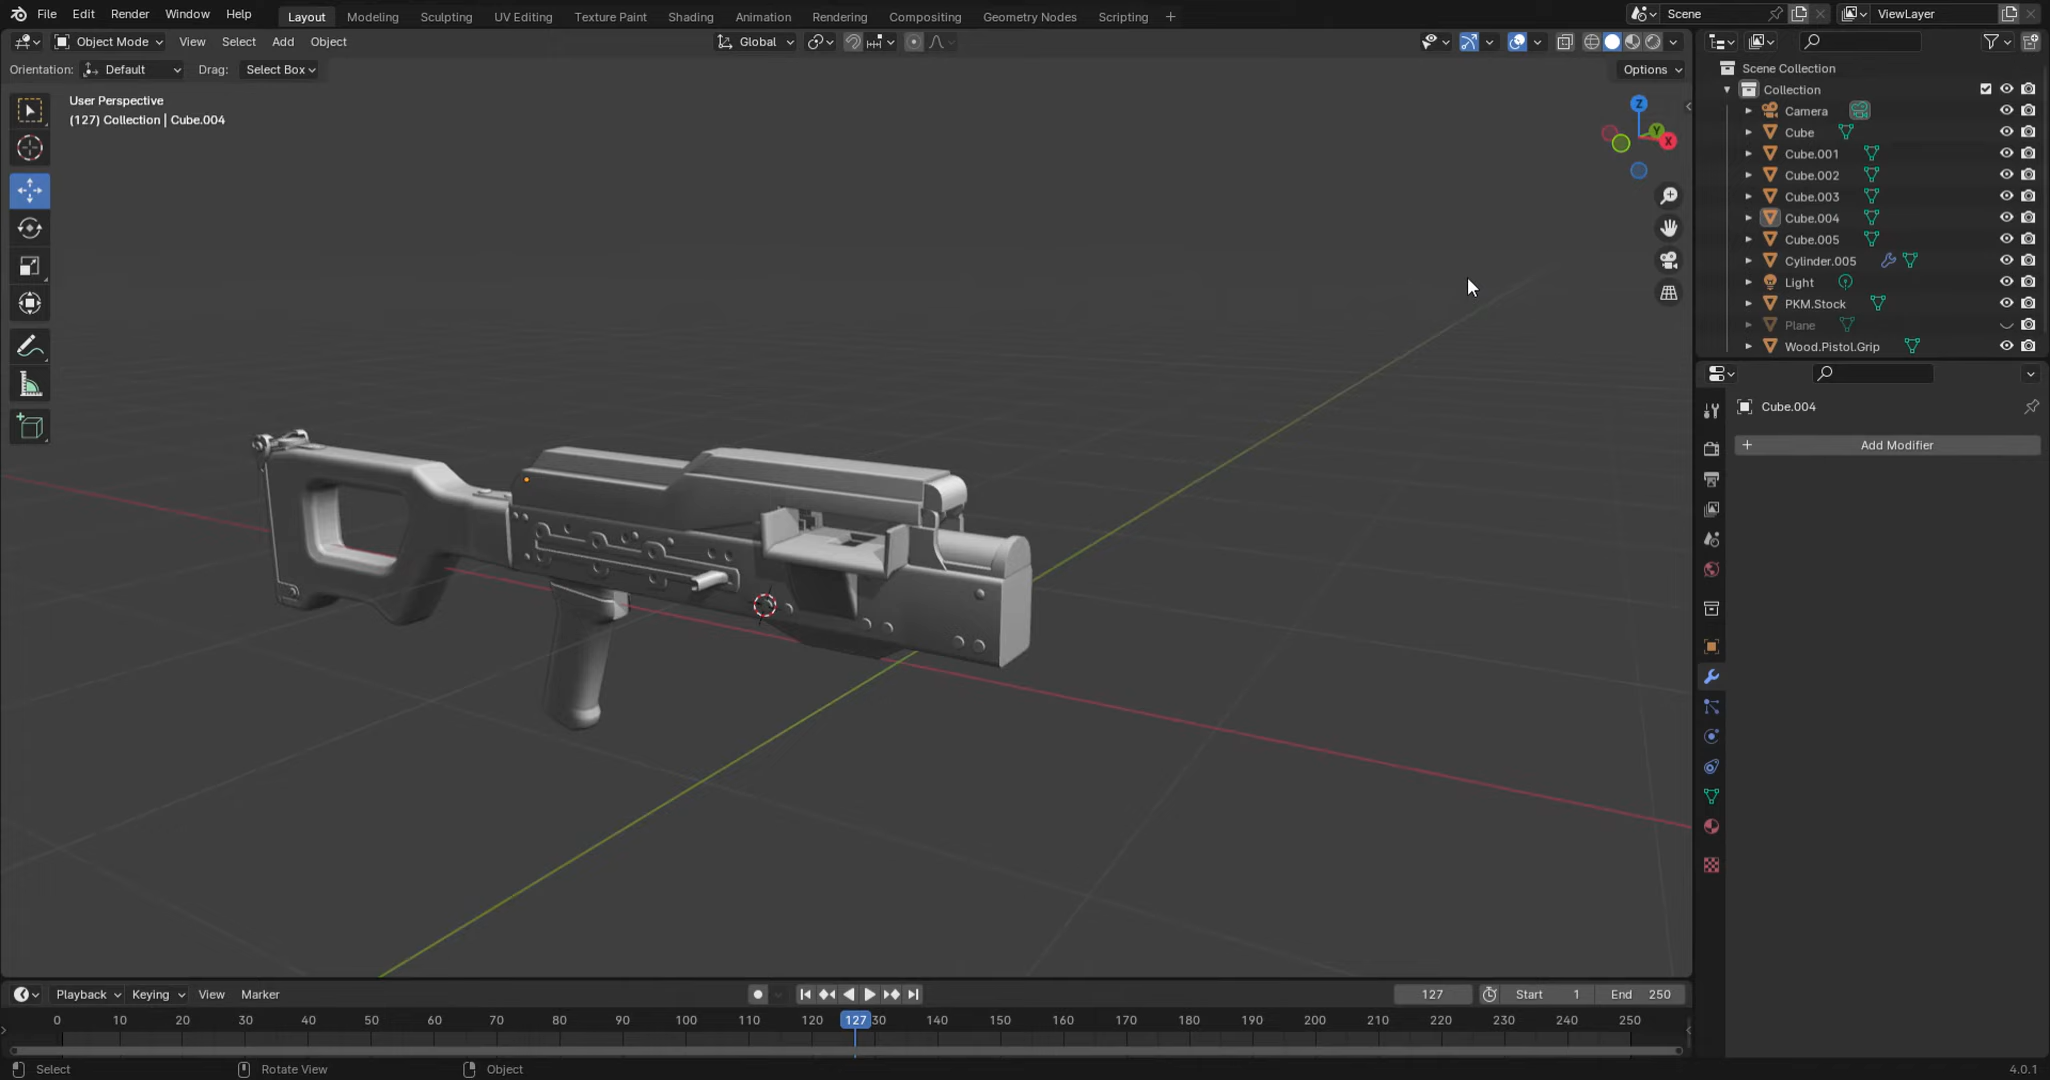 File Edit Render Window Help Layout Modeling Sculpting UV Editing Texture Paint Shading Animation Rendering Compositing Geometry Nodes Scripting + Scene ViewLayer
Object Mode View Select Add Object Global
Orientation: Default Drag: Select Box Options
User Perspective
(127) Collection | Cube.004
Z
Y
X
Scene Collection
Collection
Camera
Cube
Cube.001
Cube.002
Cube.003
Cube.004
Cube.005
Cylinder.005
Light
PKM.Stock
Plane
Wood.Pistol.Grip
Cube.004
+ Add Modifier
Playback Keying View Marker 127 Start 1 End 250
0 10 20 30 40 50 60 70 80 90 100 110 120 127 30 140 150 160 170 180 190 200 210 220 230 240 250
Select Rotate View Object 4.0.1